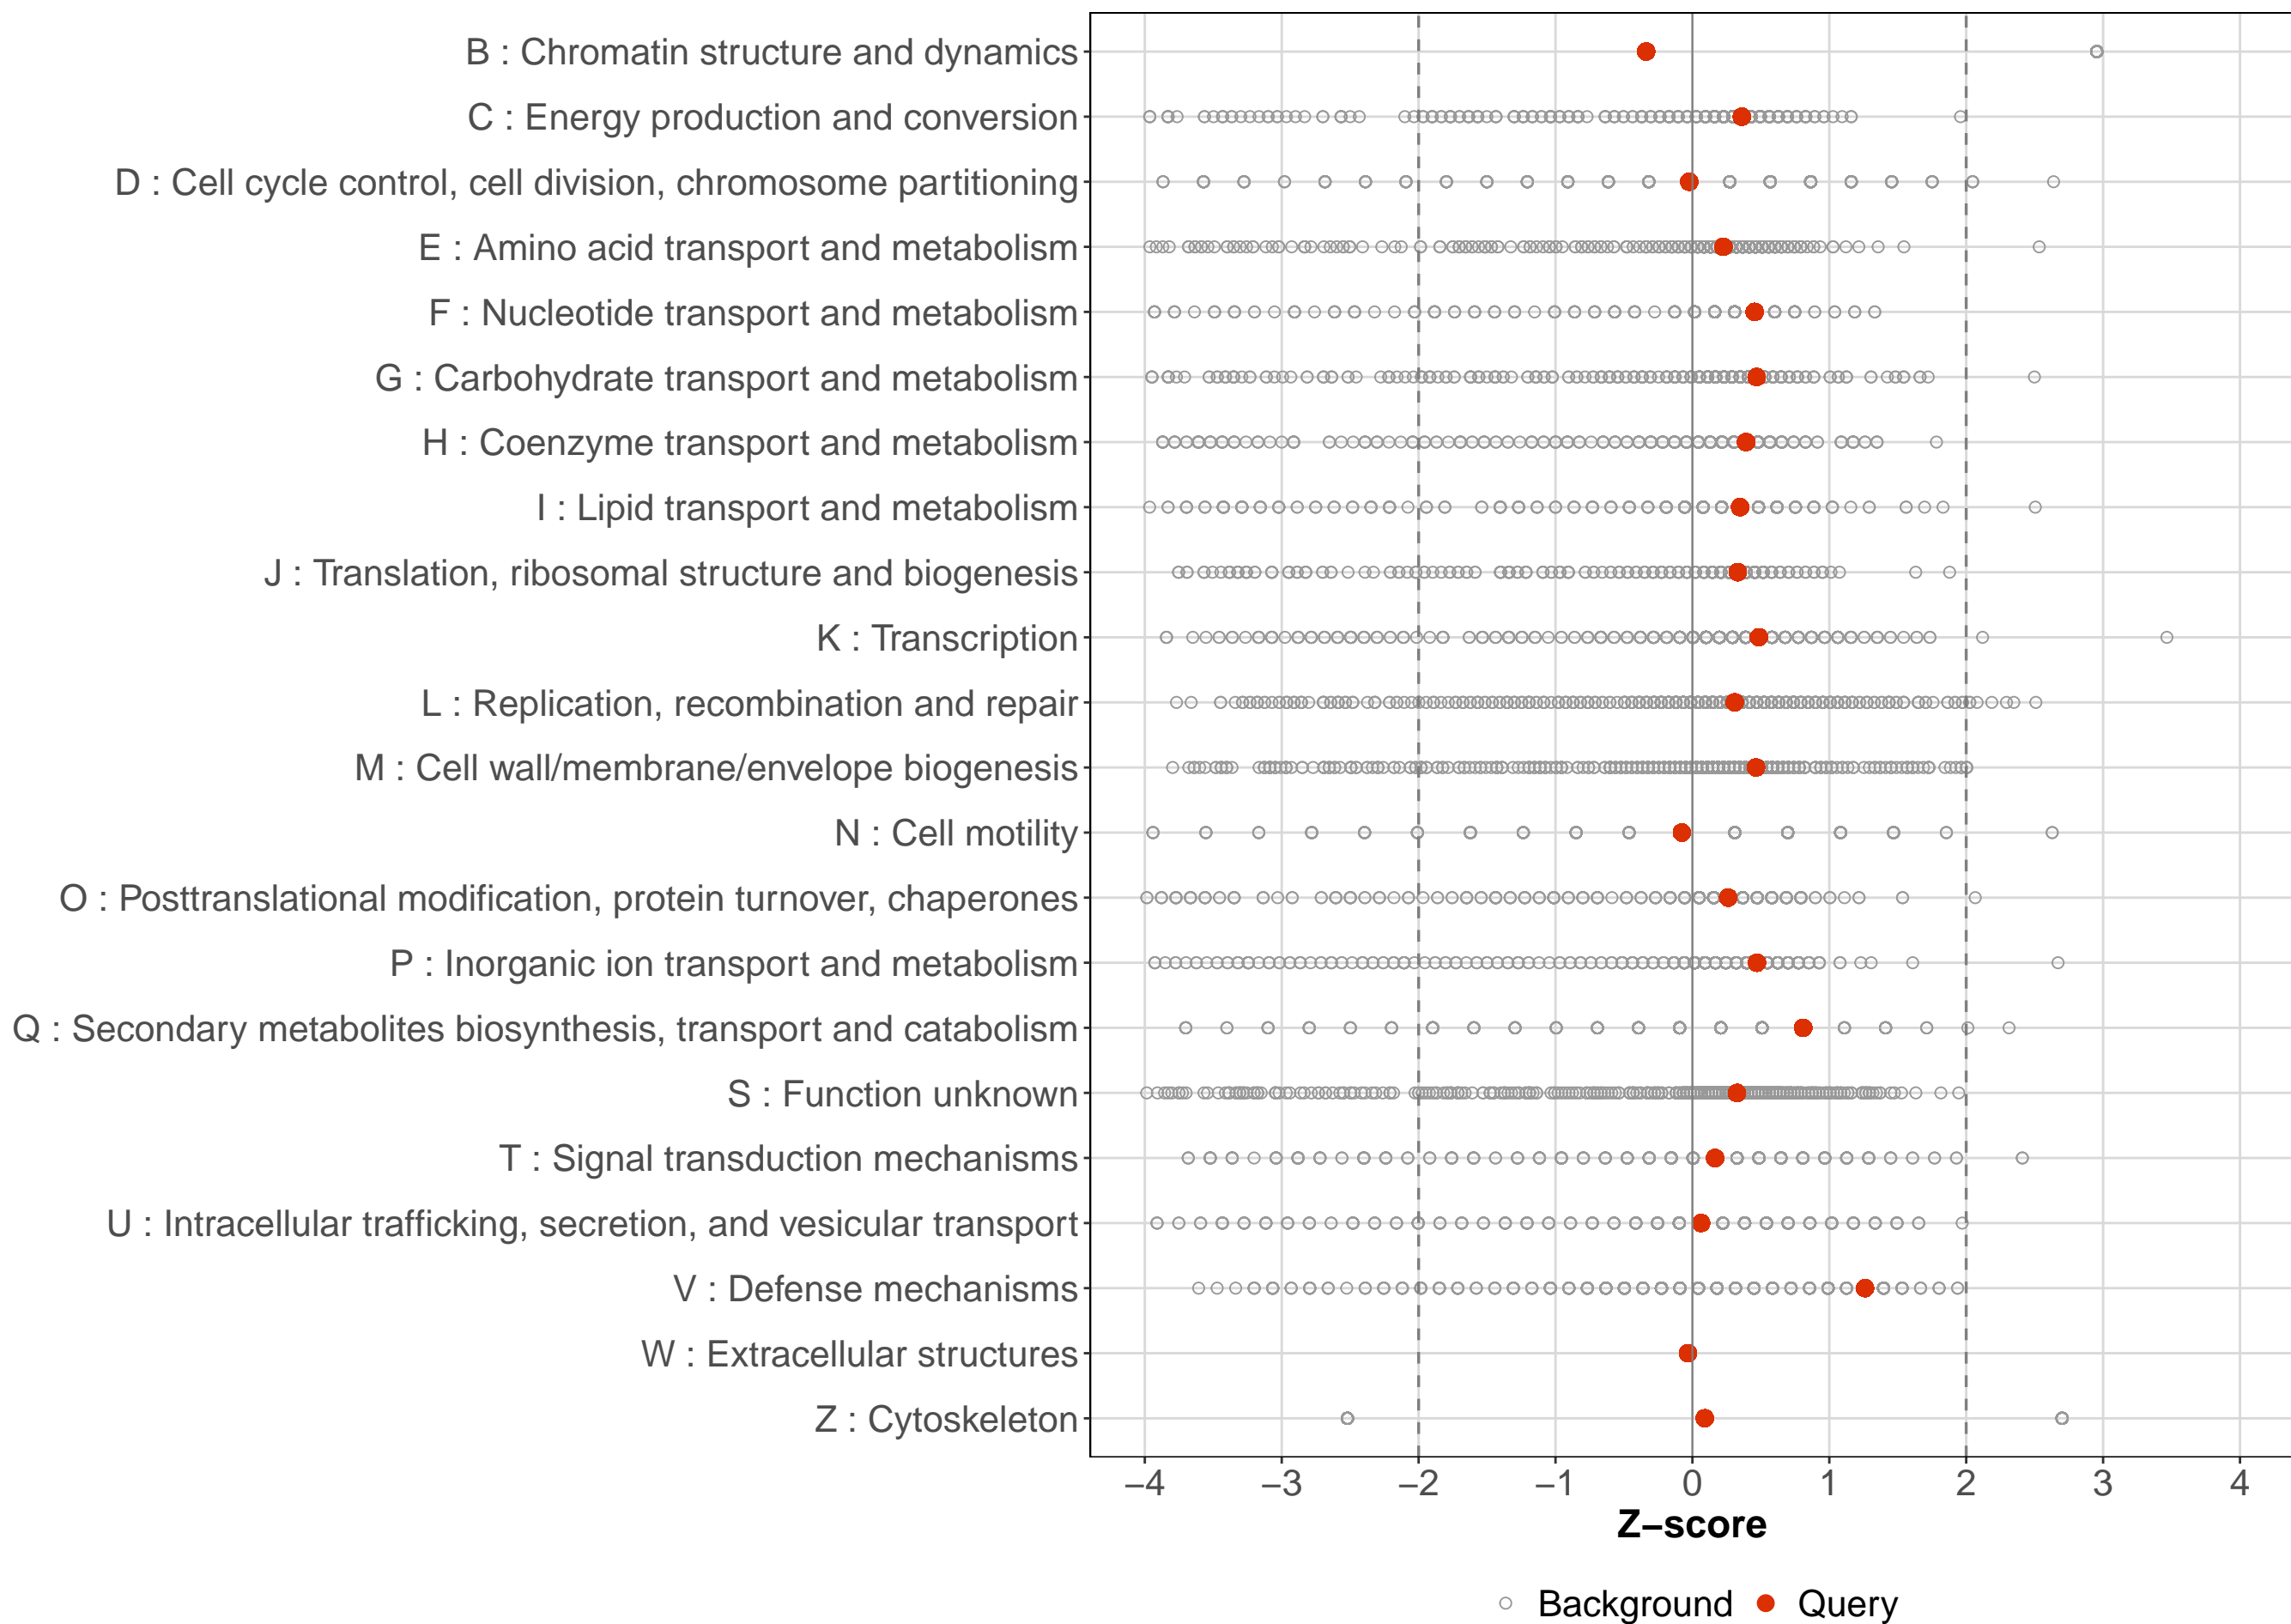 B : Chromatin structure and dynamics
C : Energy production and conversion
D : Cell cycle control, cell division, chromosome partitioning
E : Amino acid transport and metabolism
F : Nucleotide transport and metabolism
G : Carbohydrate transport and metabolism
H : Coenzyme transport and metabolism
I : Lipid transport and metabolism
J : Translation, ribosomal structure and biogenesis
K : Transcription
L : Replication, recombination and repair
M : Cell wall/membrane/envelope biogenesis
N : Cell motility
O : Posttranslational modification, protein turnover, chaperones
P : Inorganic ion transport and metabolism
Q : Secondary metabolites biosynthesis, transport and catabolism
S : Function unknown
T : Signal transduction mechanisms
U : Intracellular trafficking, secretion, and vesicular transport
V : Defense mechanisms
W : Extracellular structures
Z : Cytoskeleton
−4 −3 −2 −1 0 1 2 3 4
Z−score
Background Query